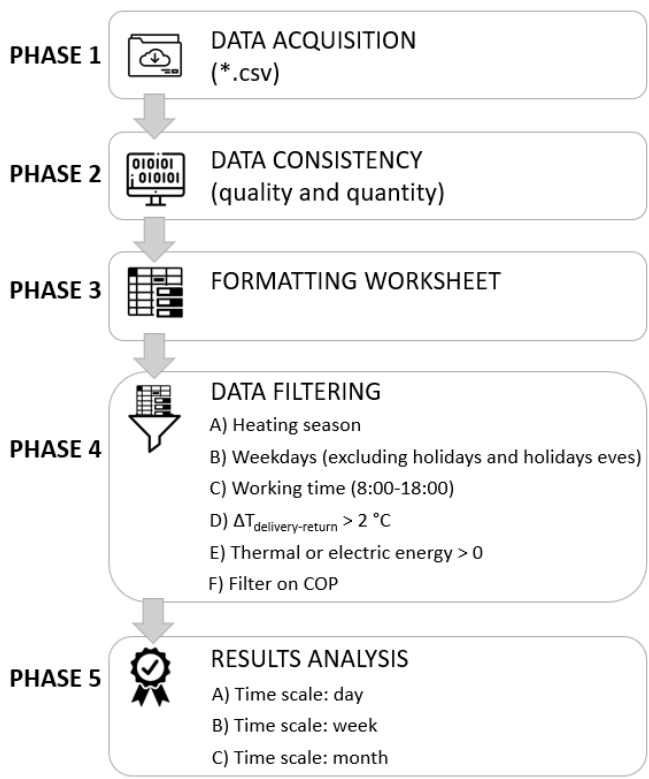 PHASE 1
DATA ACQUISITION
(*.csv)
PHASE 2
010101
010101
DATA CONSISTENCY
(quality and quantity)
PHASE 3
FORMATTING WORKSHEET
PHASE 4
DATA FILTERING
A) Heating season
B) Weekdays (excluding holidays and holidays eves)
C) Working time (8:00-18:00)
D) ΔTdelivery-return > 2 °C
E) Thermal or electric energy > 0
F) Filter on COP
PHASE 5
RESULTS ANALYSIS
A) Time scale: day
B) Time scale: week
C) Time scale: month